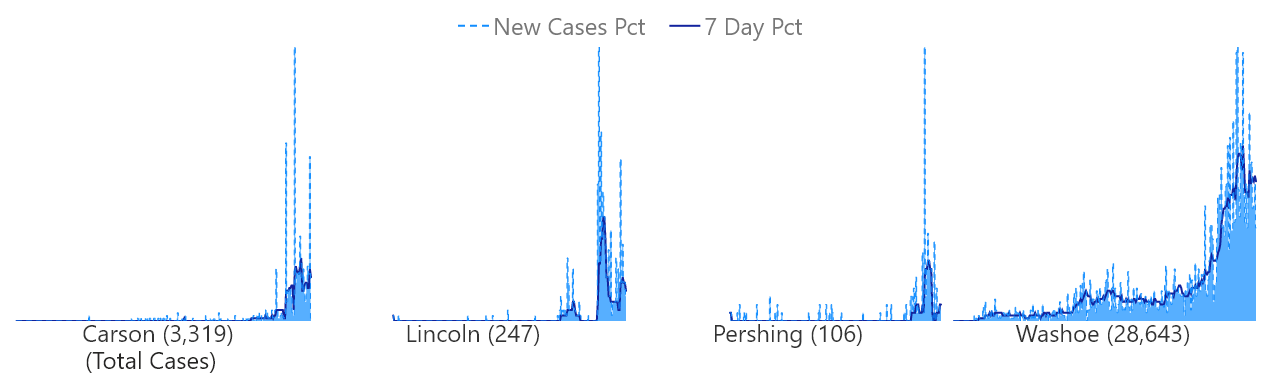 New Cases Pct 7 Day Pct
Carson (3,319) Lincoln (247) Pershing (106) Washoe (28,643)
(Total Cases)